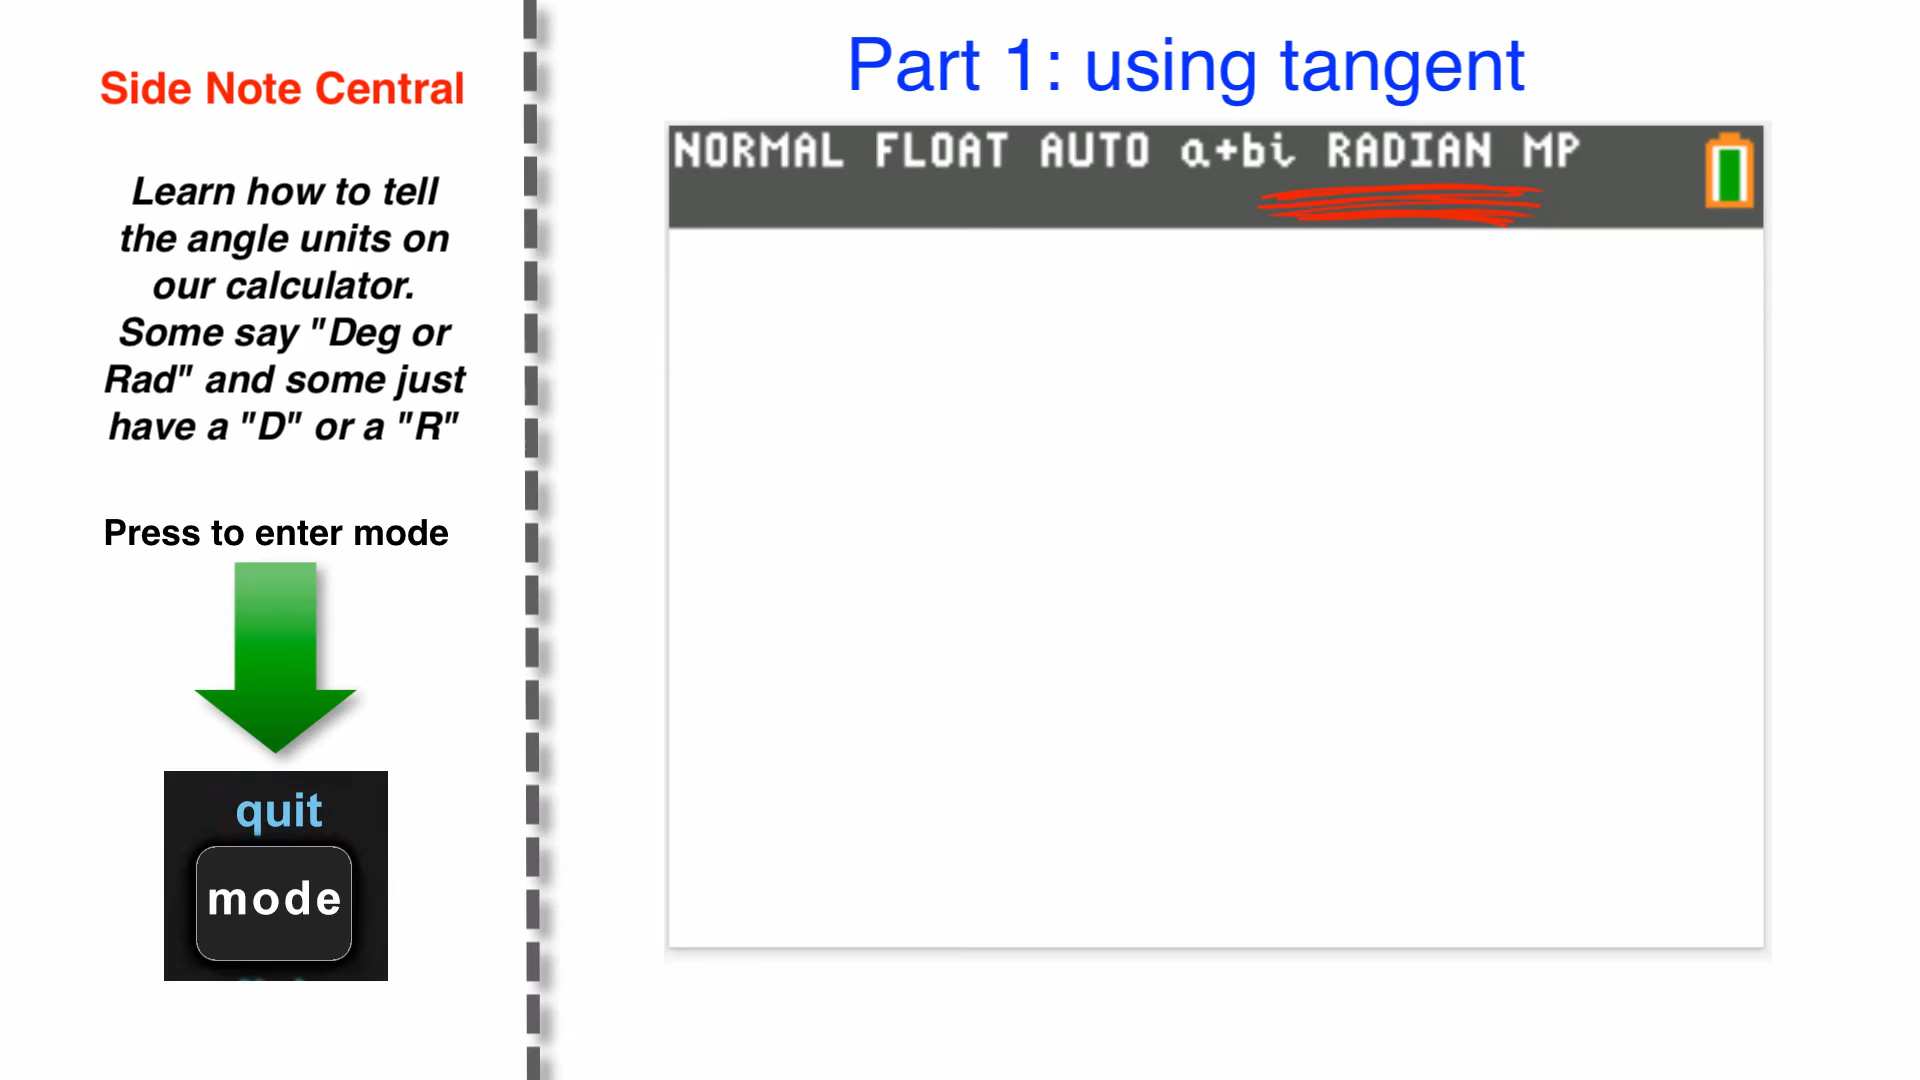 Side Note Central
Learn how to tell
the angle units on
our calculator.
Some say "Deg or
Rad" and some just
have a "D" or a "R"
Press to enter mode
quit
mode
Part 1: using tangent
NORMAL FLOAT AUTO a+bi RADIAN MP